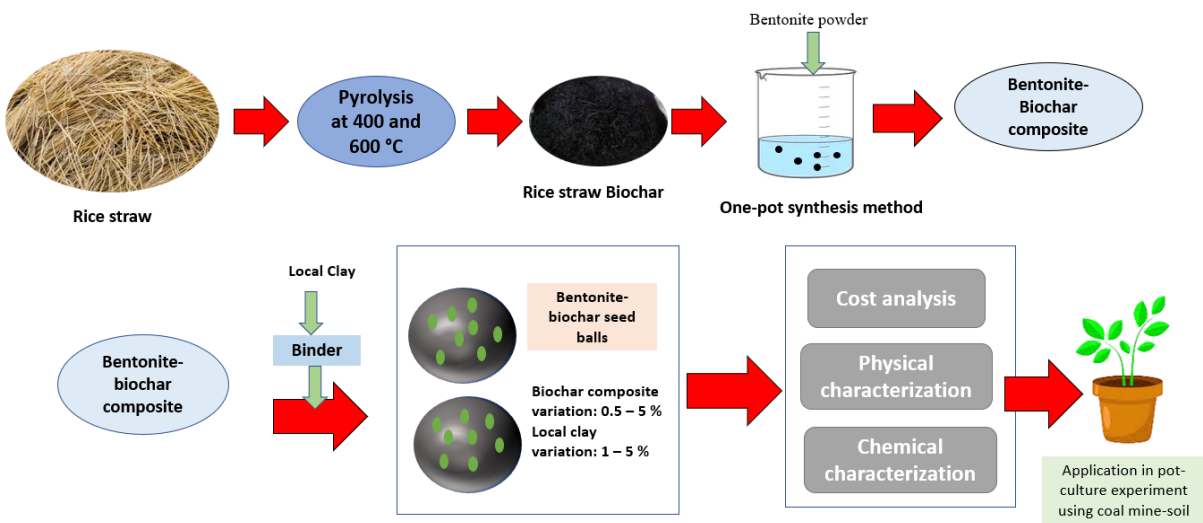 Bentonite powder
Pyrolysis
at 400 and
600 °C
Bentonite-
Biochar
composite
Rice straw
Rice straw Biochar
One-pot synthesis method
Local Clay
Binder
Bentonite-
biochar
composite
Bentonite-
biochar seed
balls
Biochar composite
variation: 0.5 – 5 %
Local clay
variation: 1 – 5 %
Cost analysis
Physical
characterization
Chemical
characterization
Application in pot-
culture experiment
using coal mine-soil